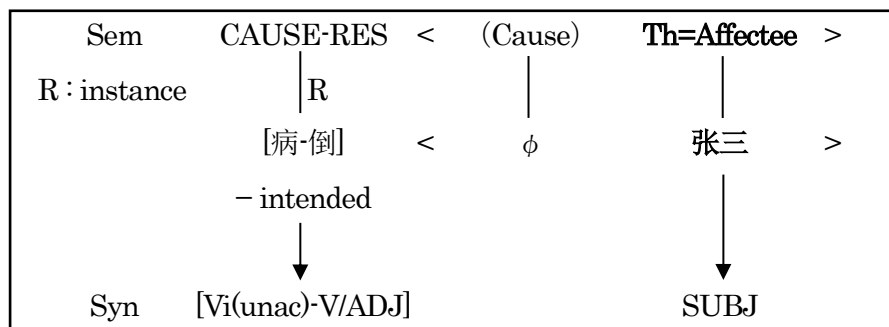 Sem CAUSE-RES < (Cause) Th=Affectee >
R : instance R
[病-倒] < φ 张三 >
– intended
Syn [Vi(unac)-V/ADJ] SUBJ